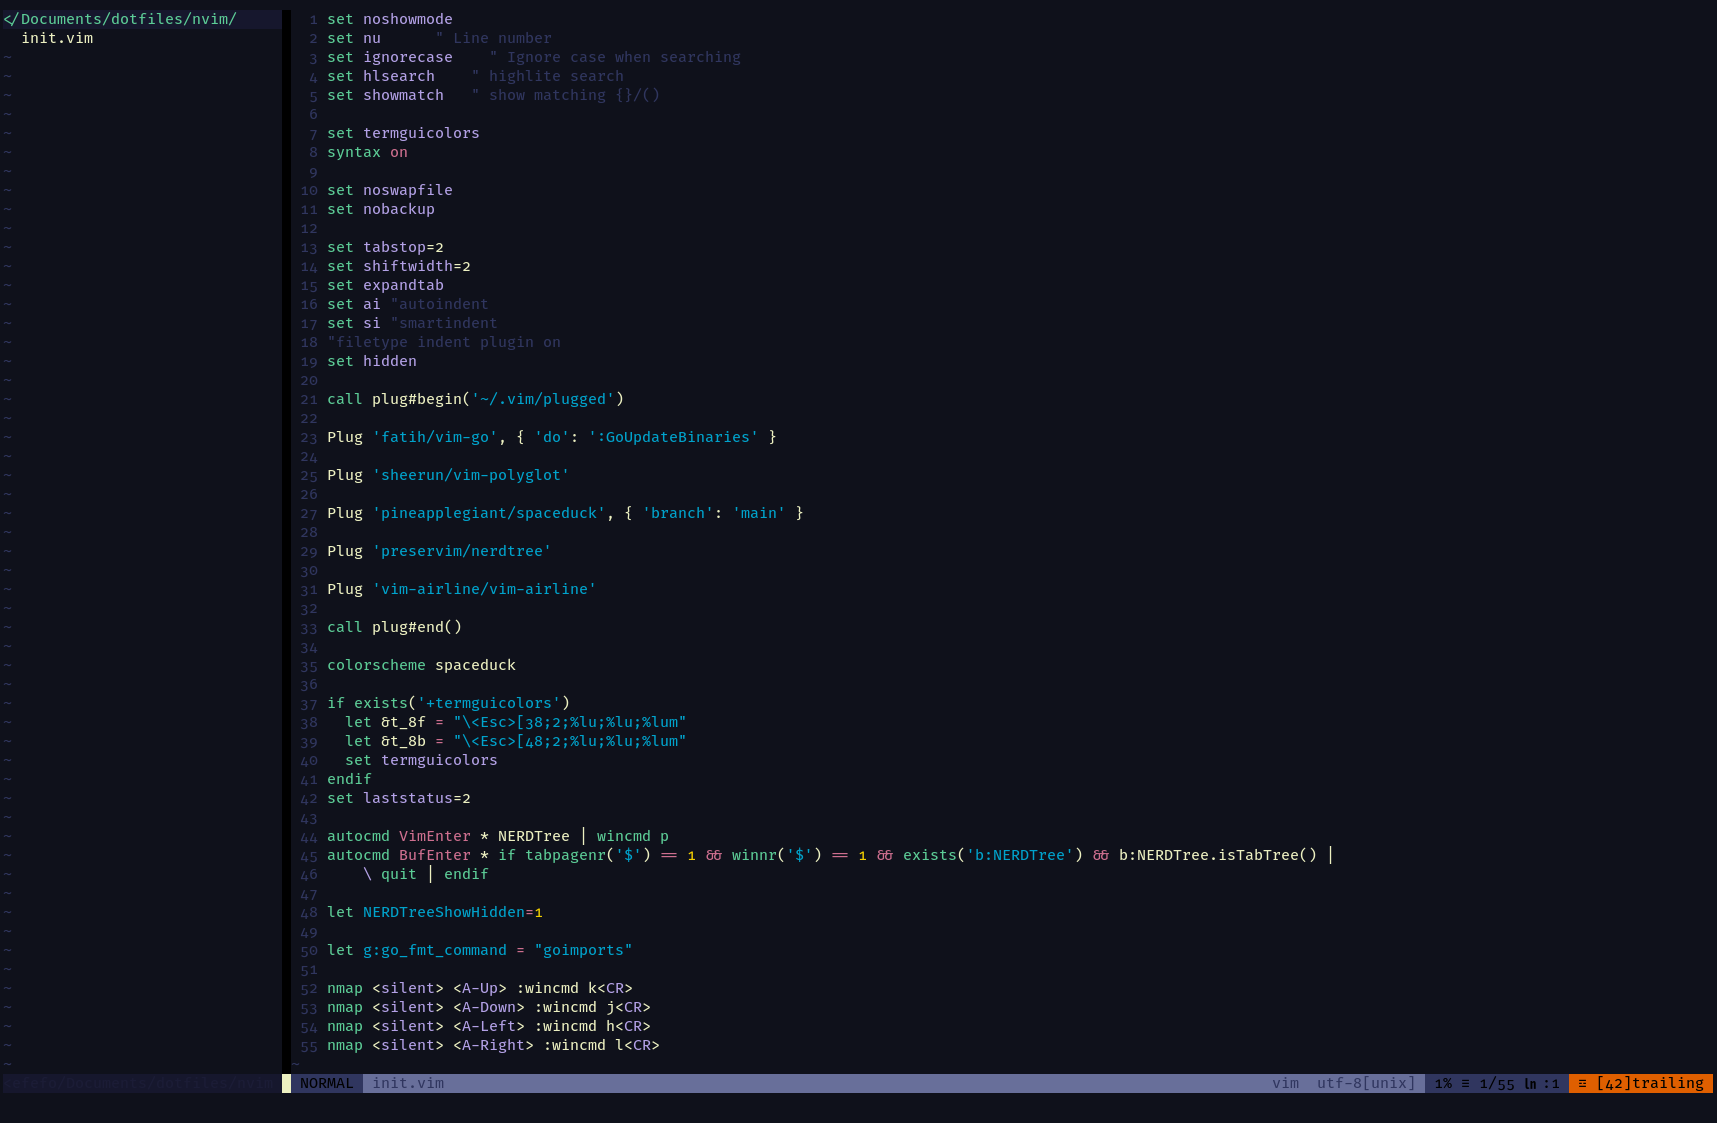 </Documents/dotfiles/nvim/
init.vim
1 set noshowmode
2 set nu      " Line number
3 set ignorecase    " Ignore case when searching
4 set hlsearch    " highlite search
5 set showmatch   " show matching {}/()
6
7 set termguicolors
8 syntax on
9
10 set noswapfile
11 set nobackup
12
13 set tabstop=2
14 set shiftwidth=2
15 set expandtab
16 set ai "autoindent
17 set si "smartindent
18 "filetype indent plugin on
19 set hidden
20
21 call plug#begin('~/.vim/plugged')
22
23 Plug 'fatih/vim-go', { 'do': ':GoUpdateBinaries' }
24
25 Plug 'sheerun/vim-polyglot'
26
27 Plug 'pineapplegiant/spaceduck', { 'branch': 'main' }
28
29 Plug 'preservim/nerdtree'
30
31 Plug 'vim-airline/vim-airline'
32
33 call plug#end()
34
35 colorscheme spaceduck
36
37 if exists('+termguicolors')
38   let &t_8f = "\<Esc>[38;2;%lu;%lu;%lum"
39   let &t_8b = "\<Esc>[48;2;%lu;%lu;%lum"
40   set termguicolors
41 endif
42 set laststatus=2
43
44 autocmd VimEnter * NERDTree | wincmd p
45 autocmd BufEnter * if tabpagenr('$') == 1 && winnr('$') == 1 && exists('b:NERDTree') && b:NERDTree.isTabTree() |
46     \ quit | endif
47
48 let NERDTreeShowHidden=1
49
50 let g:go_fmt_command = "goimports"
51
52 nmap <silent> <A-Up> :wincmd k<CR>
53 nmap <silent> <A-Down> :wincmd j<CR>
54 nmap <silent> <A-Left> :wincmd h<CR>
55 nmap <silent> <A-Right> :wincmd l<CR>
NORMAL init.vim vim utf-8[unix] 1% ≡ 1/55 ln :1 Ξ [42]trailing